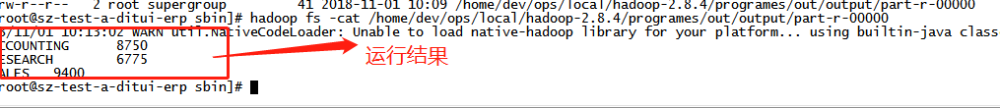 rw-r--r-- 2 root supergroup 41 2018-11-01 10:09 /home/dev/ops/local/hadoop-2.8.4/programes/out/output/part-r-00000
root@sz-test-a-ditui-erp sbin]# hadoop fs -cat /home/dev/ops/local/hadoop-2.8.4/programes/out/output/part-r-00000
8/11/01 10:13:02 WARN util.NativeCodeLoader: Unable to load native-hadoop library for your platform... using builtin-java class
CCOUNTING 8750
ESEARCH 6775
ALES 9400
root@sz-test-a-ditui-erp sbin]#
运行结果